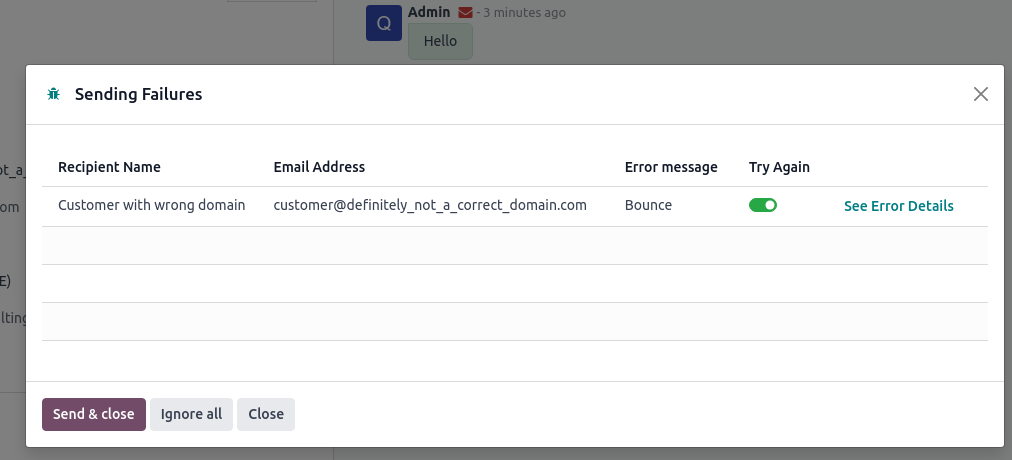 Q
Admin - 3 minutes ago
Hello
Sending Failures
Recipient Name Email Address Error message Try Again
Customer with wrong domain customer@definitely_not_a_correct_domain.com Bounce See Error Details
ot_a_
om
E)
lting
Send & close Ignore all Close